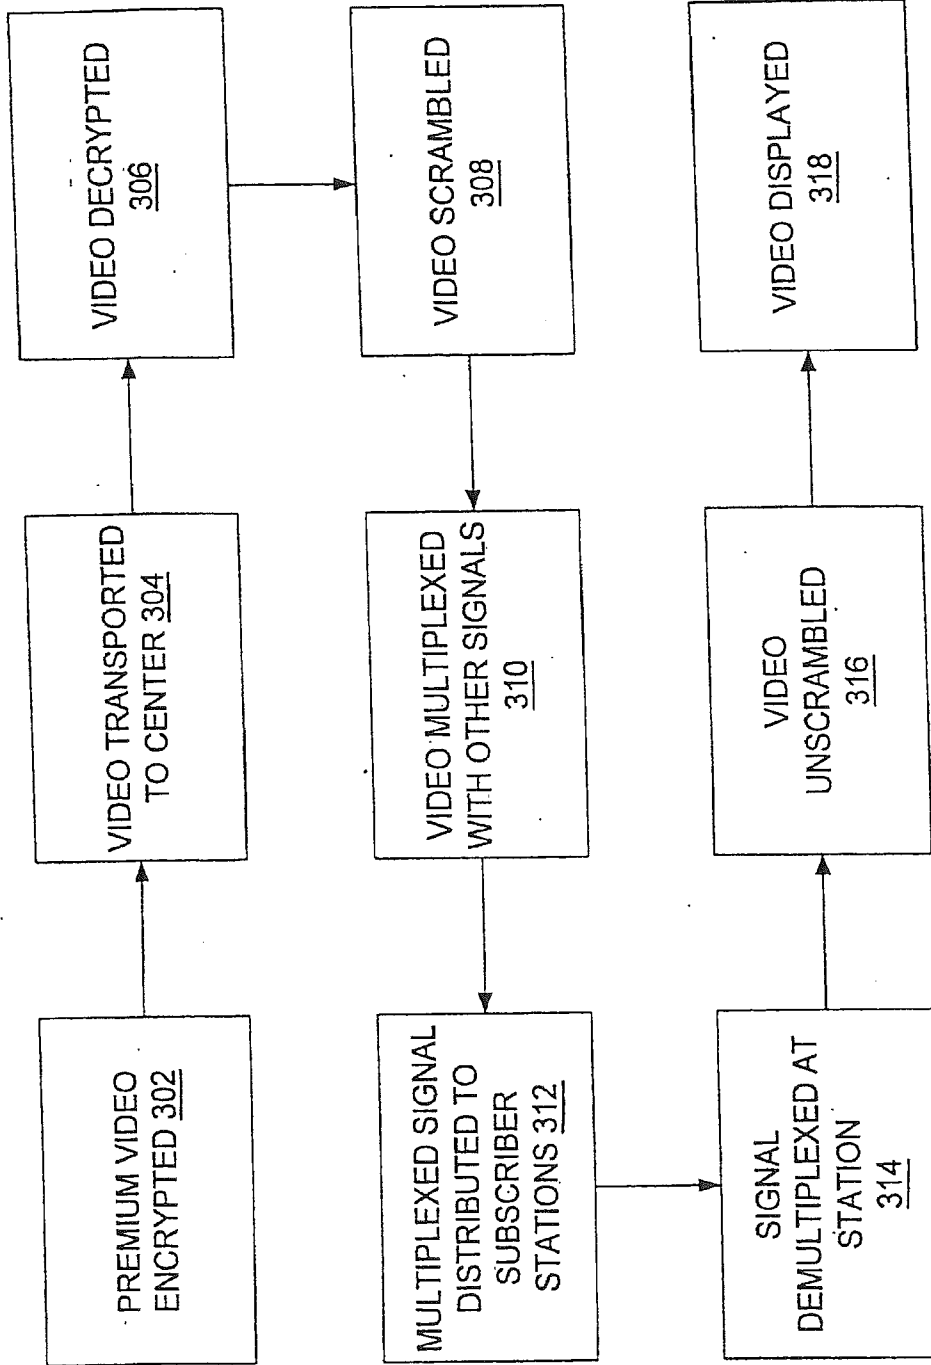 PREMIUM VIDEO
ENCRYPTED 302
VIDEO TRANSPORTED
TO CENTER 304
VIDEO DECRYPTED
306
VIDEO SCRAMBLED
308
VIDEO MULTIPLEXED
WITH OTHER SIGNALS
310
MULTIPLEXED SIGNAL
DISTRIBUTED TO
SUBSCRIBER
STATIONS 312
SIGNAL
DEMULTIPLEXED AT
STATION
314
VIDEO
UNSCRAMBLED
316
VIDEO DISPLAYED
318